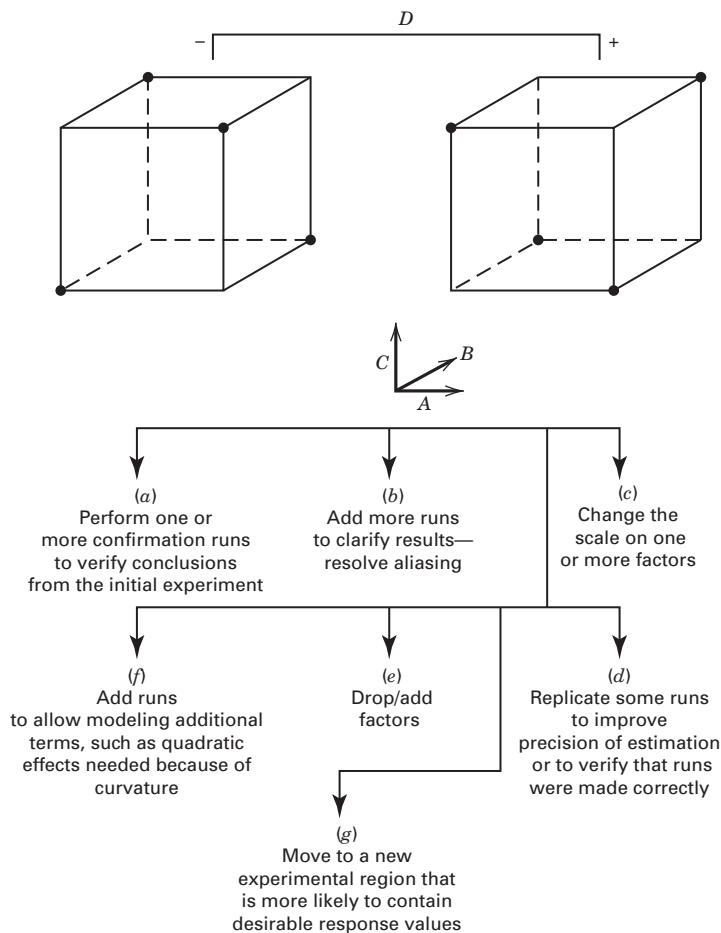 D
− +
C B
A
(a)
Perform one or
more confirmation runs
to verify conclusions
from the initial experiment
(b)
Add more runs
to clarify results—
resolve aliasing
(c)
Change the
scale on one
or more factors
(f)
Add runs
to allow modeling additional
terms, such as quadratic
effects needed because of
curvature
(e)
Drop/add
factors
(d)
Replicate some runs
to improve
precision of estimation
or to verify that runs
were made correctly
(g)
Move to a new
experimental region that
is more likely to contain
desirable response values